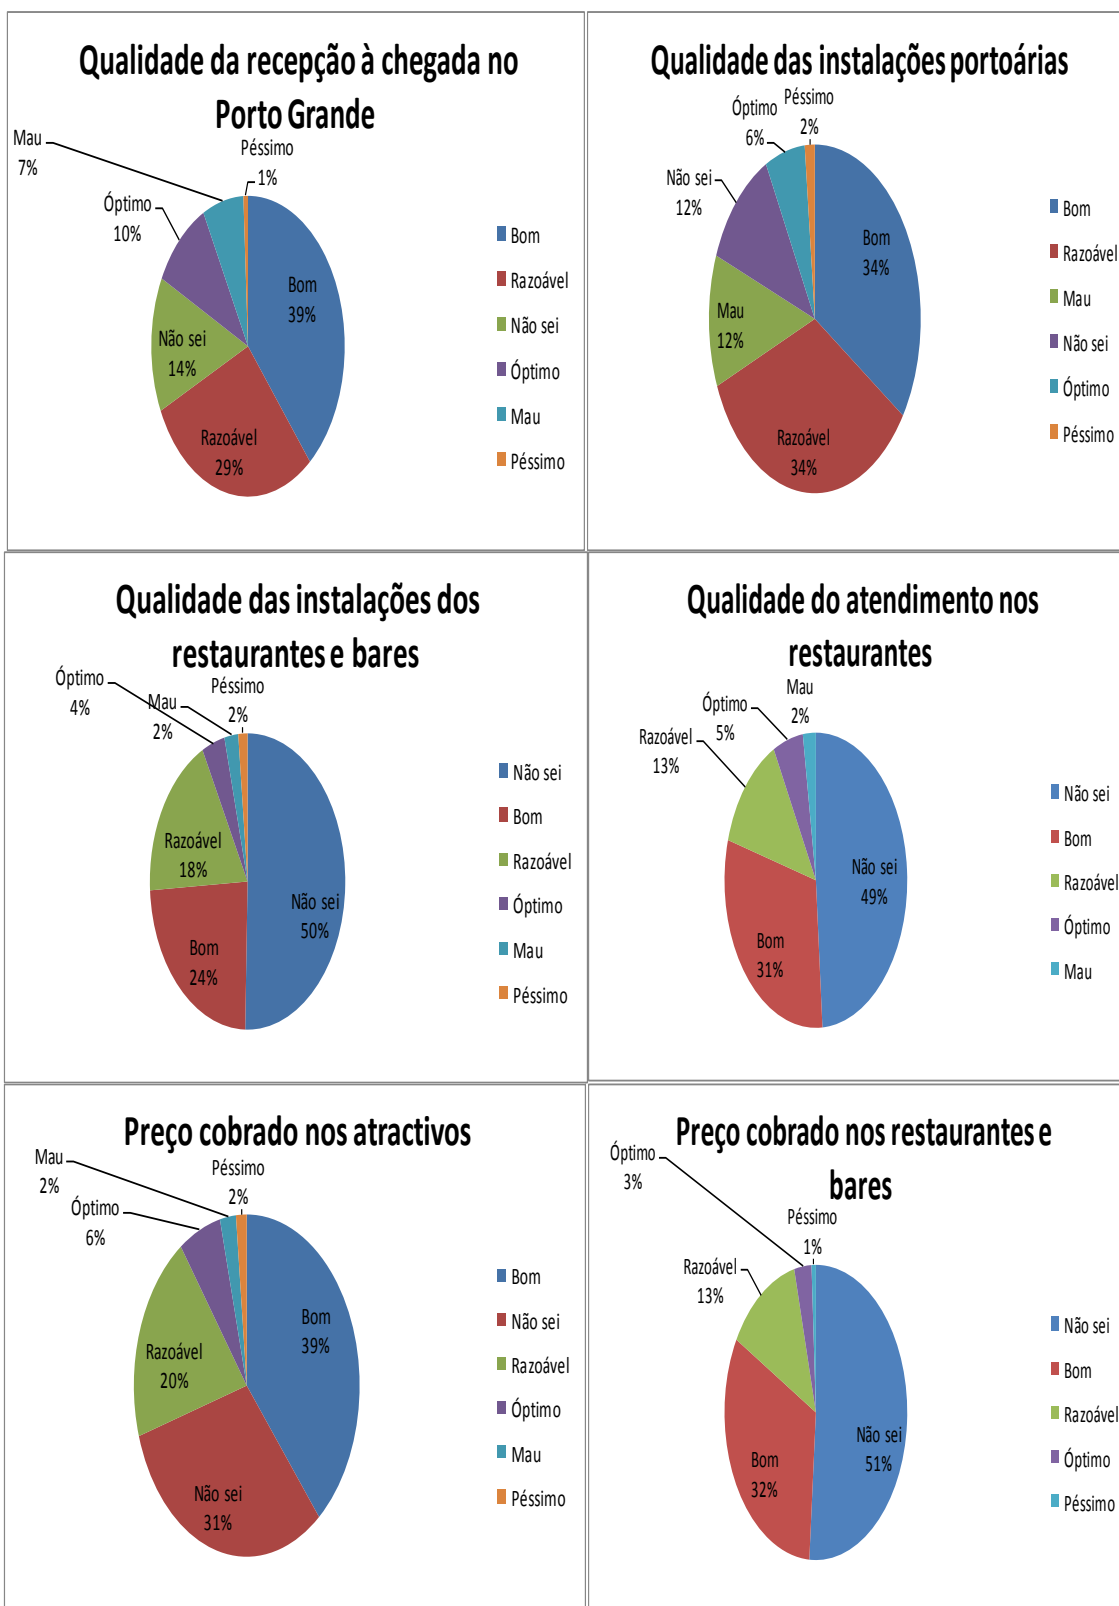 Qualidade da recepção à chegada no
Porto Grande
Mau
7%
Péssimo
1%
Óptimo
10%
Bom
39%
Não sei
14%
Razoável
29%
Bom
Razoável
Não sei
Óptimo
Mau
Péssimo
Qualidade das instalações portoárias
Péssimo
2%
Óptimo
6%
Não sei
12%
Bom
34%
Mau
12%
Razoável
34%
Bom
Razoável
Mau
Não sei
Óptimo
Péssimo
Qualidade das instalações dos
restaurantes e bares
Óptimo
4%
Mau
2%
Péssimo
2%
Razoável
18%
Não sei
50%
Bom
24%
Não sei
Bom
Razoável
Óptimo
Mau
Péssimo
Qualidade do atendimento nos
restaurantes
Mau
2%
Óptimo
5%
Razoável
13%
Não sei
49%
Bom
31%
Não sei
Bom
Razoável
Óptimo
Mau
Preço cobrado nos atractivos
Mau
2%
Péssimo
2%
Óptimo
6%
Bom
39%
Razoável
20%
Não sei
31%
Bom
Não sei
Razoável
Óptimo
Mau
Péssimo
Preço cobrado nos restaurantes e
bares
Óptimo
3%
Péssimo
1%
Razoável
13%
Não sei
51%
Bom
32%
Não sei
Bom
Razoável
Óptimo
Péssimo